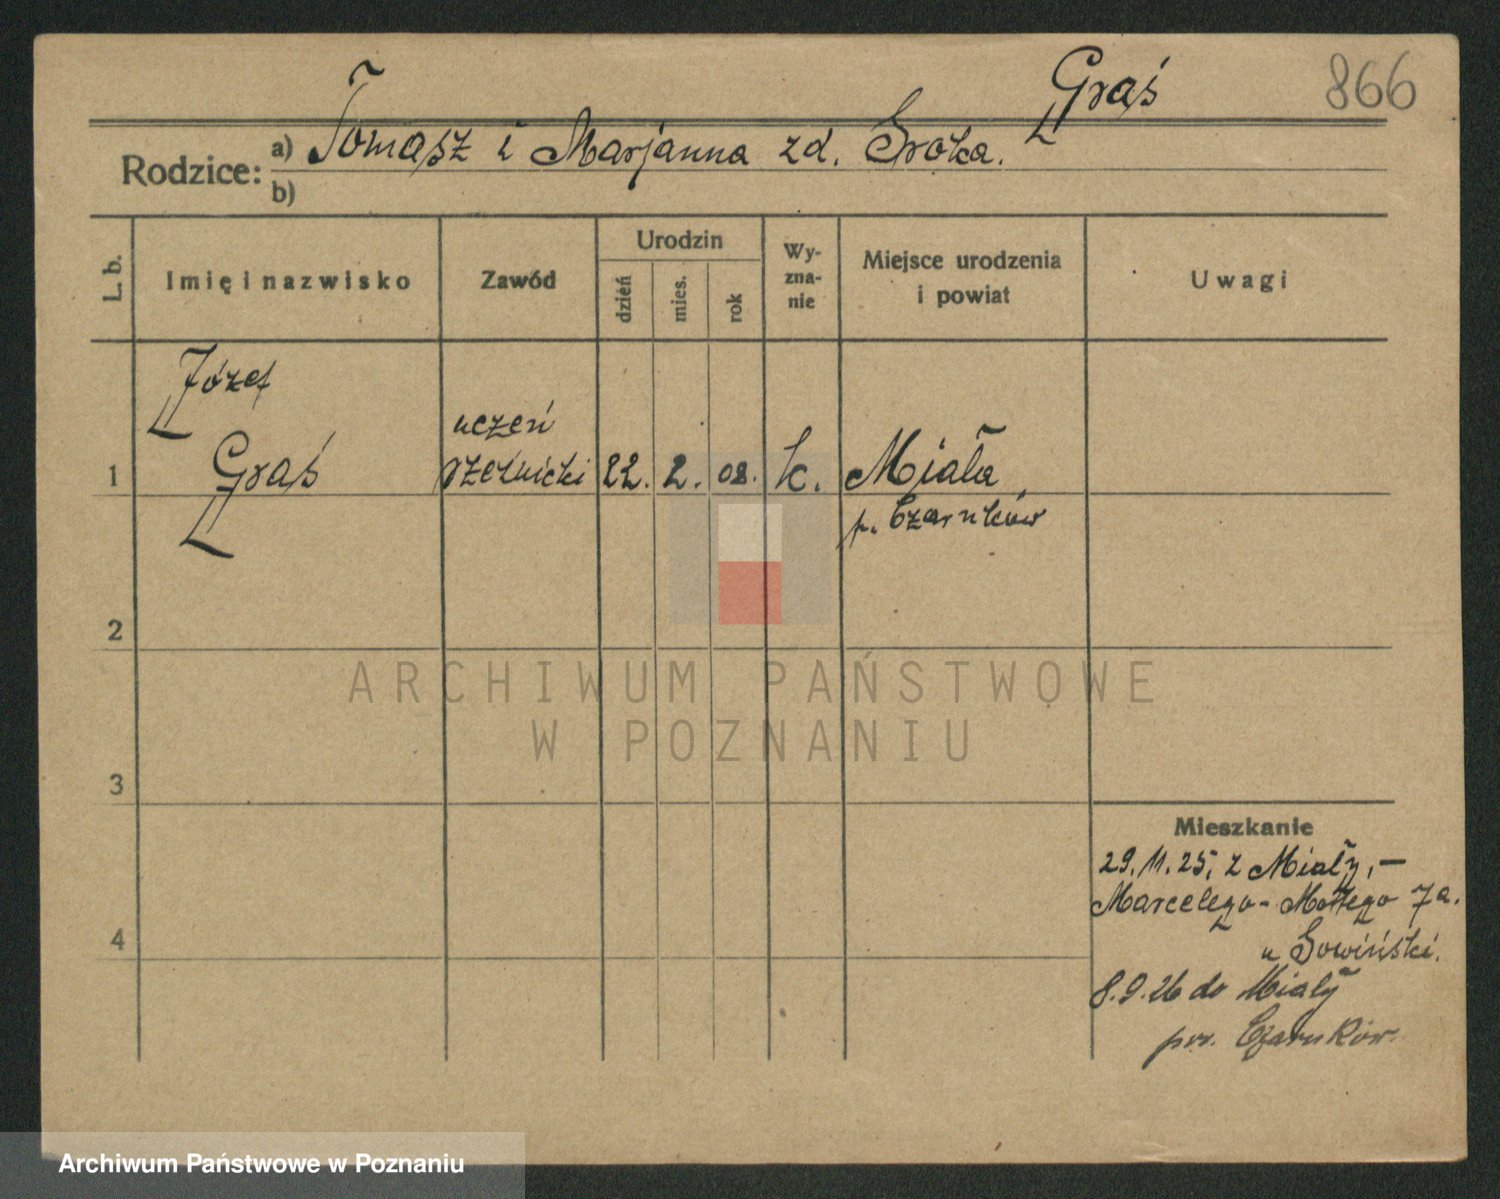 Graś
866
Rodzice:
a) Tomasz i Marjanna zd. Sroka.
b)
L. b.
Imię i nazwisko
Zawód
Urodzin
dzień
mies.
rok
Wy-
zna-
nie
Miejsce urodzenia
i powiat
Uwagi
Józef
uczeń
1 Graś rzeźnicki 22. 2. 08. k. Miała
p. Czarnków
2
ARCHIWUM PAŃSTWOWE
W POZNANIU
3
Mieszkanie
29.11.25, z Miały, –
Marcelego-Mottego 7a.
u Sowiński.
4
8.9.26 do Miały
pow. Czarnków.
Archiwum Państwowe w Poznaniu